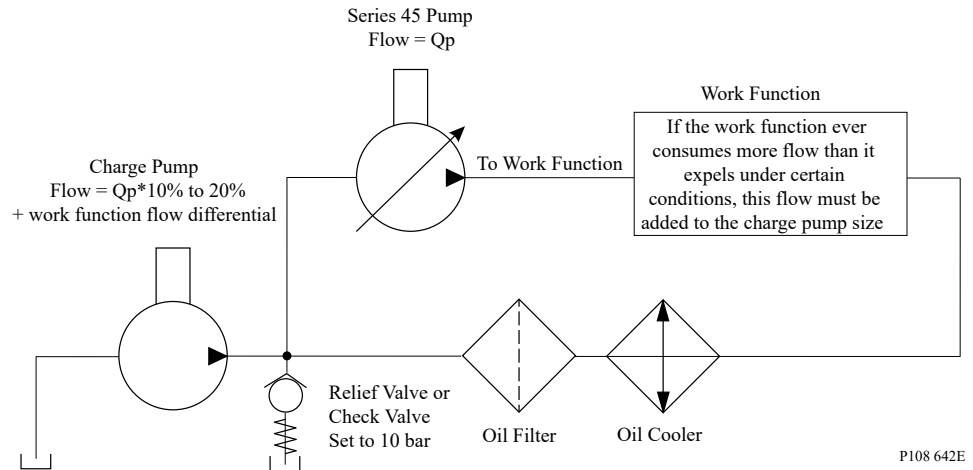 Series 45 Pump
Flow = Qp
Work Function
If the work function ever
consumes more flow than it
expels under certain
conditions, this flow must be
added to the charge pump size
To Work Function
Charge Pump
Flow = Qp*10% to 20%
+ work function flow differential
Relief Valve or
Check Valve
Set to 10 bar
Oil Filter
Oil Cooler
P108 642E